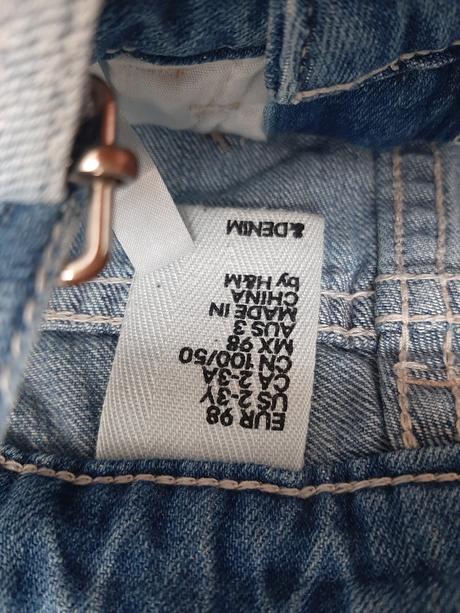 EUR 98
US 2-3Y
CA 2-3A
CN 100/50
MX 98
AUS 3
MADE IN
CHINA
by H&M
&DENIM